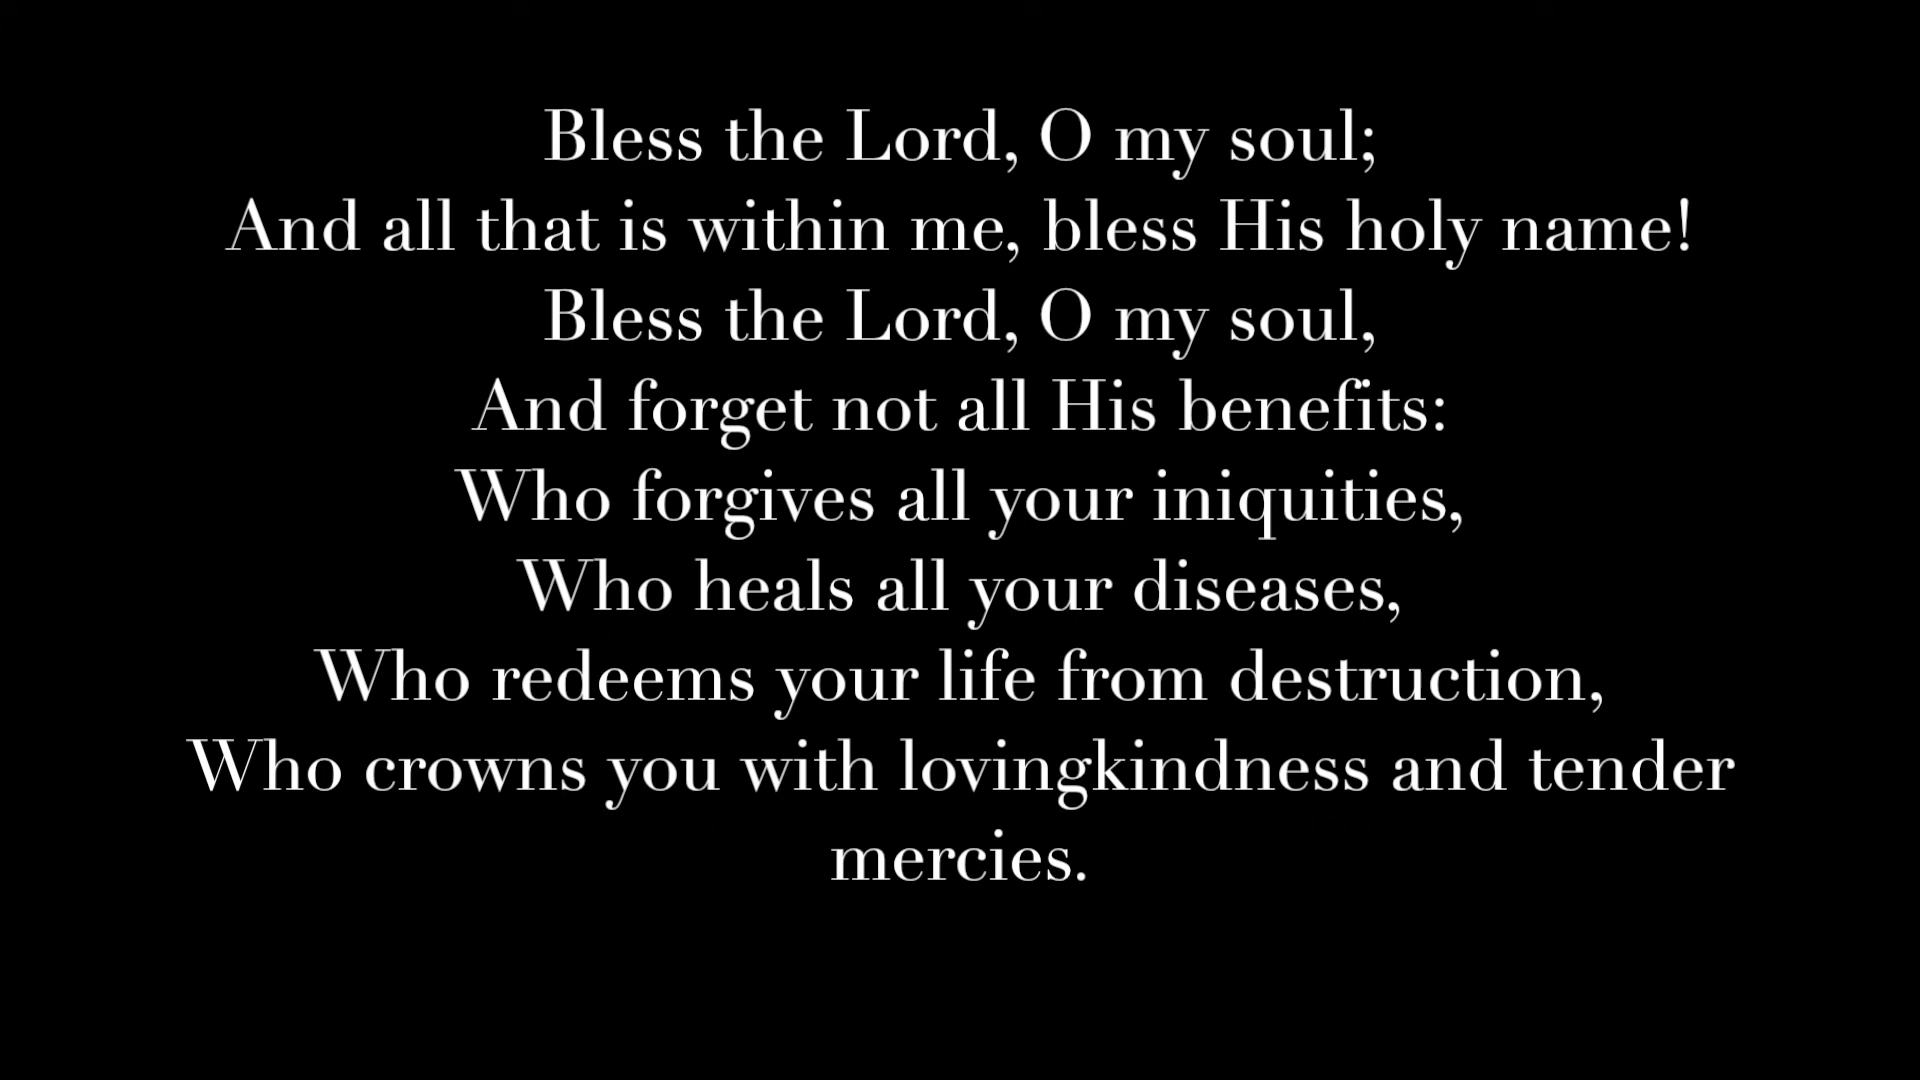 Bless the Lord, O my soul;
And all that is within me, bless His holy name!
Bless the Lord, O my soul,
And forget not all His benefits:
Who forgives all your iniquities,
Who heals all your diseases,
Who redeems your life from destruction,
Who crowns you with lovingkindness and tender
mercies.